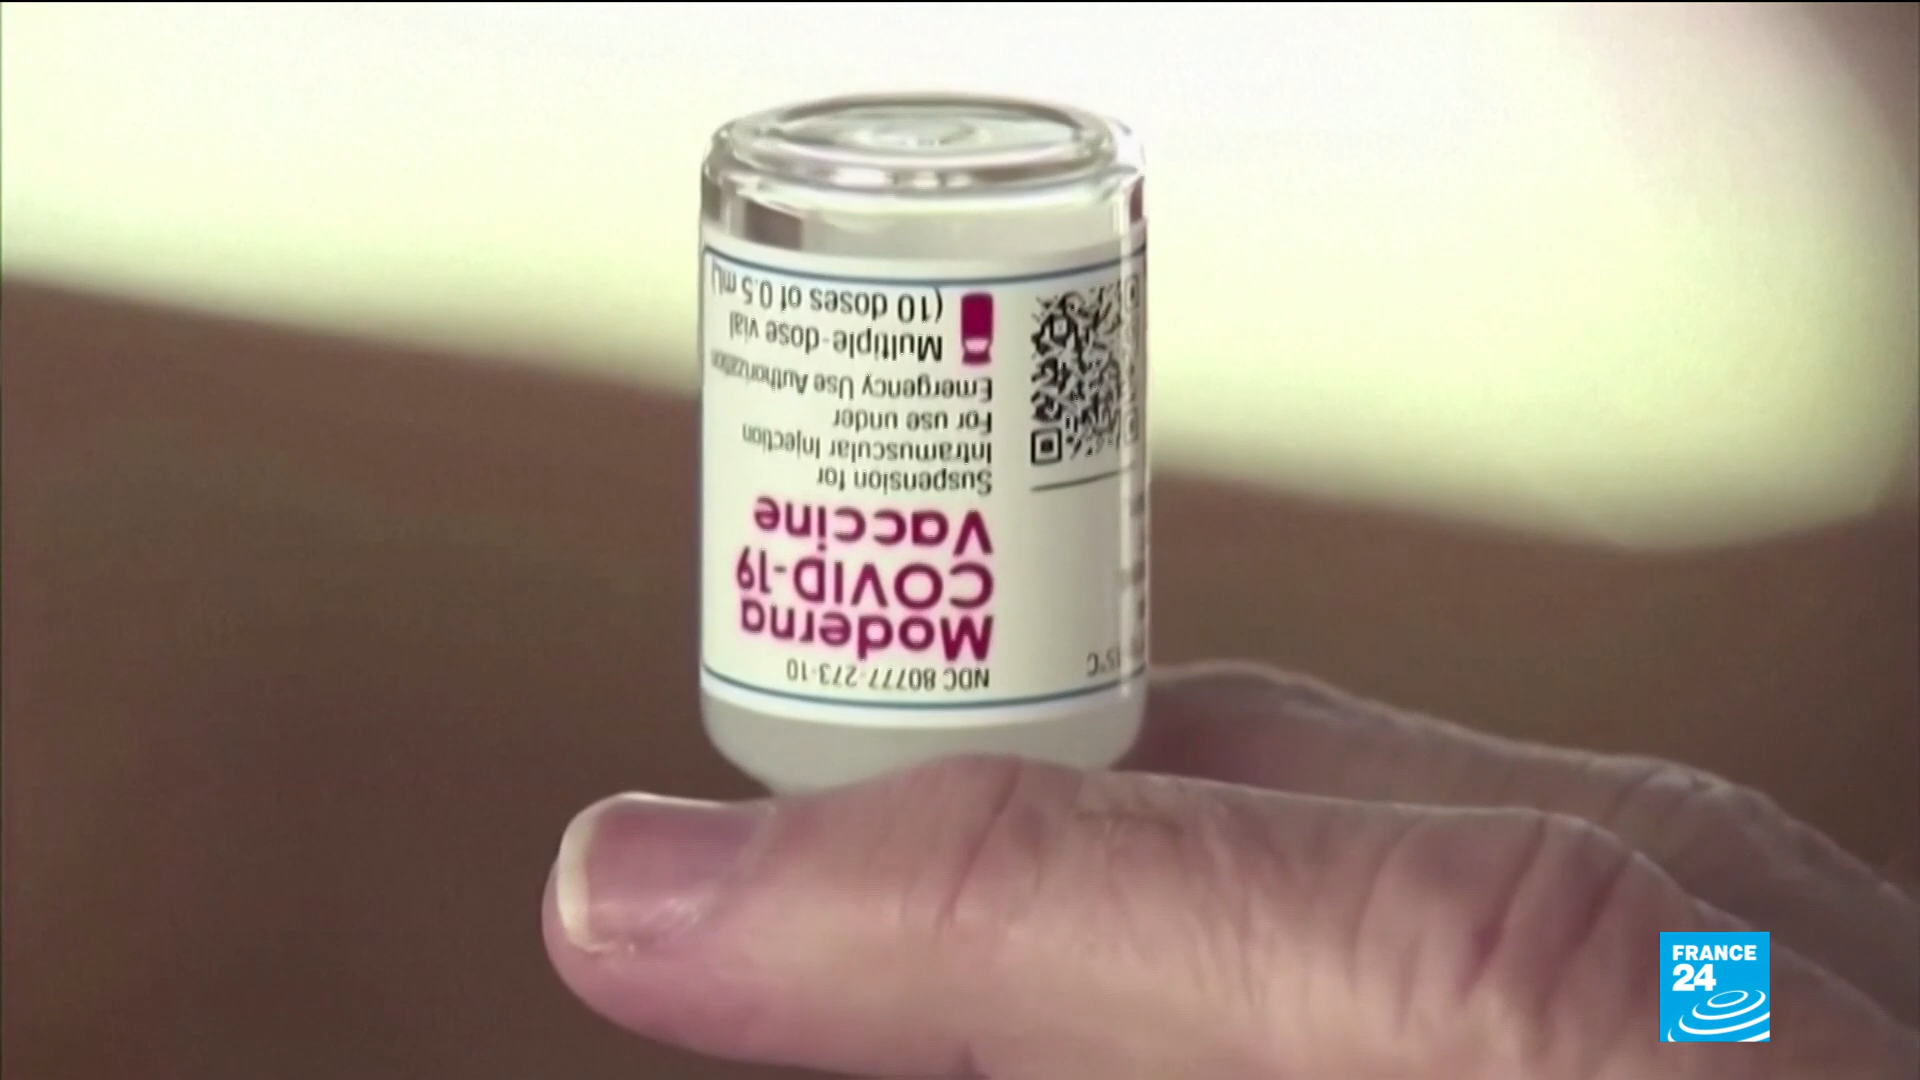 NDC 80777-273-10
Moderna
COVID-19
Vaccine
Suspension for
Intramuscular Injection
For use under
Emergency Use Authorization
Multiple-dose vial
(10 doses of 0.5 mL)
FRANCE
24